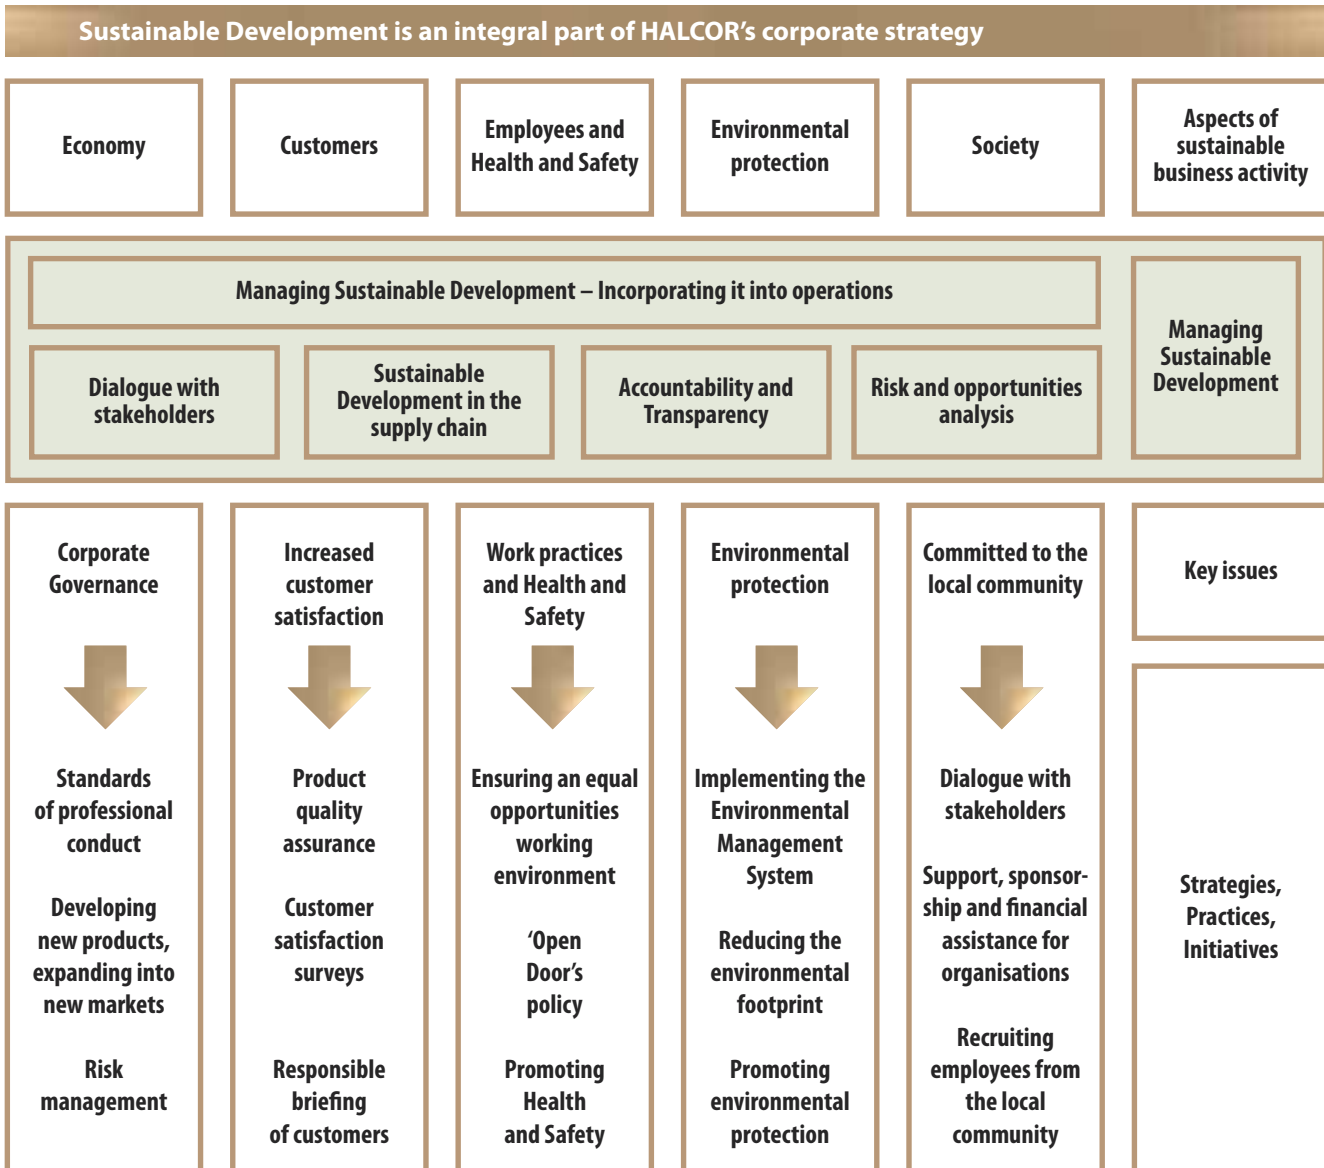 Sustainable Development is an integral part of HALCOR’s corporate strategy
Economy
Customers
Employees and
Health and Safety
Environmental
protection
Society
Aspects of
sustainable
business activity
Managing Sustainable Development – Incorporating it into operations
Dialogue with
stakeholders
Sustainable
Development in the
supply chain
Accountability and
Transparency
Risk and opportunities
analysis
Managing
Sustainable
Development
Corporate
Governance
Standards
of professional
conduct
Developing
new products,
expanding into
new markets
Risk
management
Increased
customer
satisfaction
Product
quality
assurance
Customer
satisfaction
surveys
Responsible
briefing
of customers
Work practices
and Health and
Safety
Ensuring an equal
opportunities
working
environment
‘Open
Door’s
policy
Promoting
Health
and Safety
Environmental
protection
Implementing the
Environmental
Management
System
Reducing the
environmental
footprint
Promoting
environmental
protection
Committed to the
local community
Dialogue with
stakeholders
Support, sponsor-
ship and financial
assistance for
organisations
Recruiting
employees from
the local
community
Key issues
Strategies,
Practices,
Initiatives